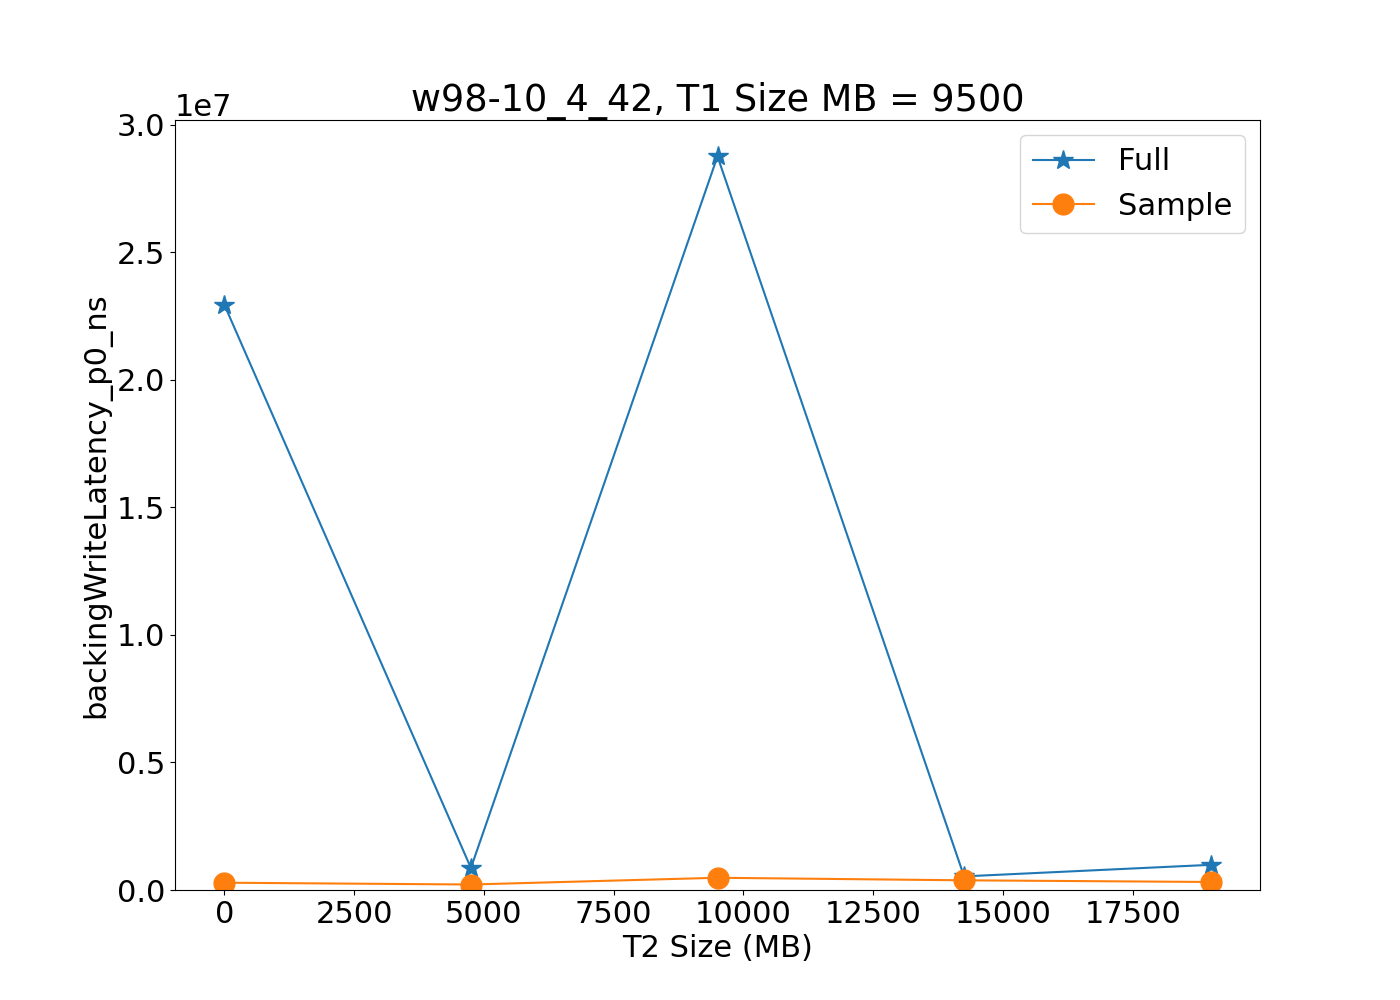 w98-10_4_42, T1 Size MB = 9500
1e7
3.0
2.5
2.0
1.5
1.0
0.5
0.0
backingWriteLatency_p0_ns
Full
Sample
0 2500 5000 7500 10000 12500 15000 17500
T2 Size (MB)